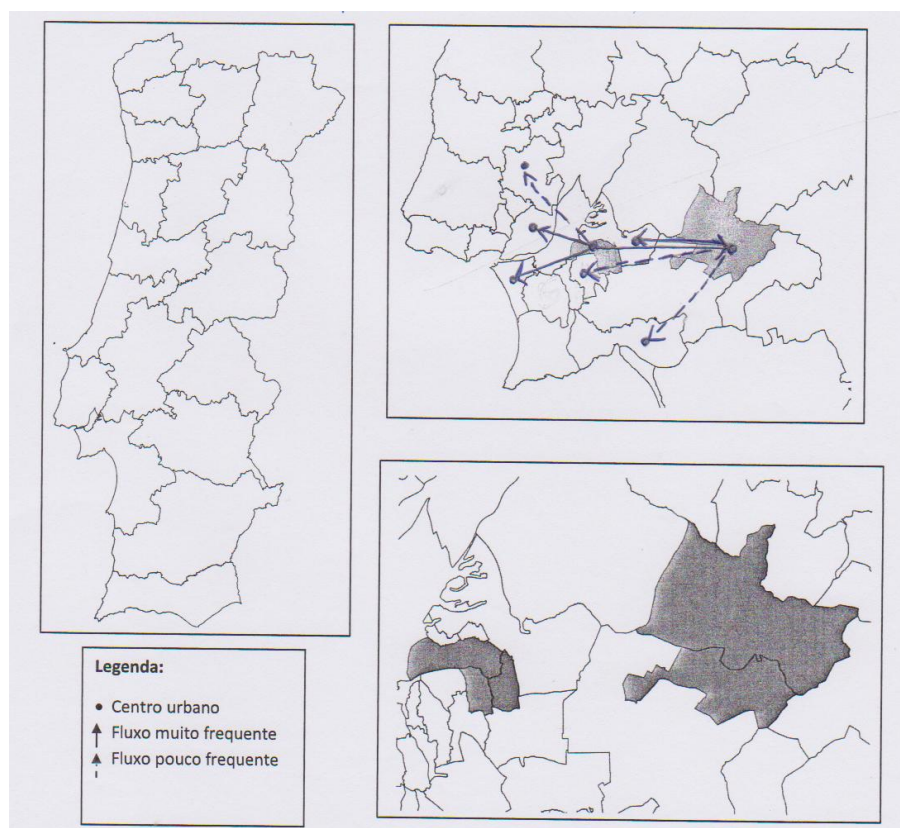 Legenda:
Centro urbano
Fluxo muito frequente
Fluxo pouco frequente